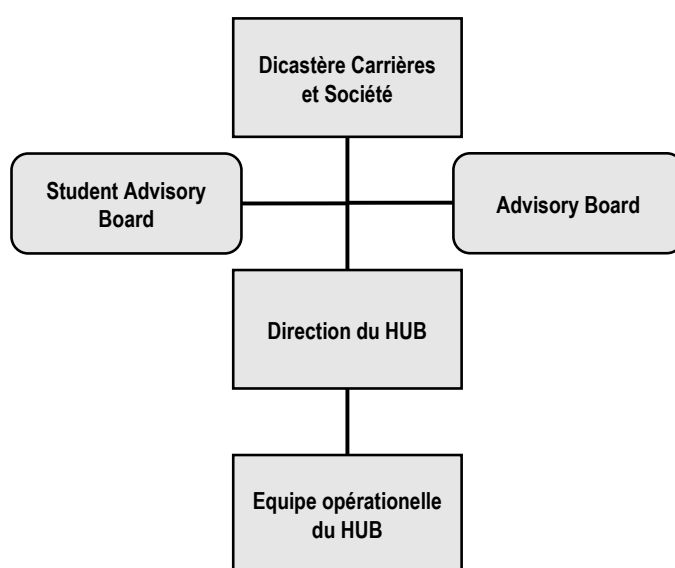 Dicastère Carrières
et Société
Student Advisory
Board
Advisory Board
Direction du HUB
Equipe opérationelle
du HUB